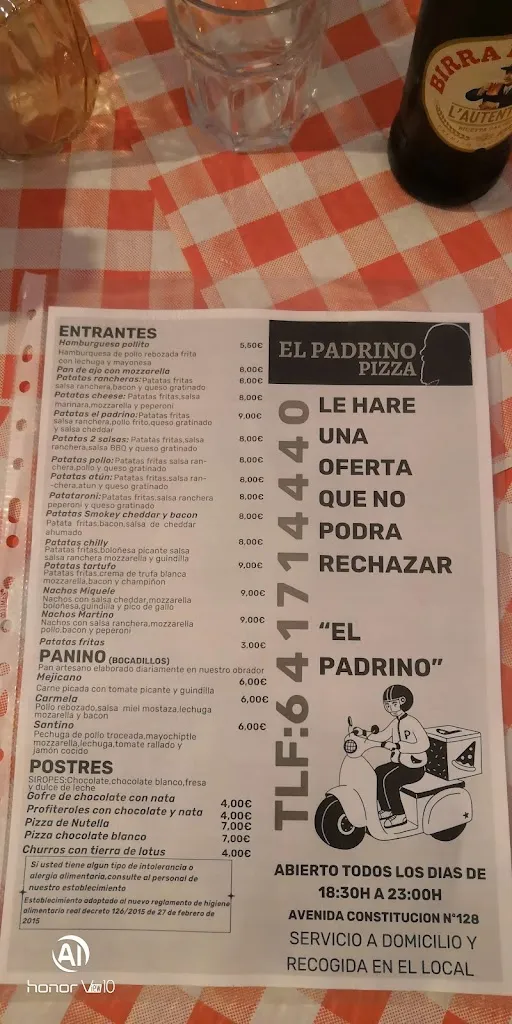 BIRRA
L'AUTENT
ENTRANTES
Hamburguesa pollito 5,50€
Hamburquesa de pollo rebozada frita
con lechuga y mayonesa
Pan de ajo con mozzarella 6,00€
Patatas rancheras:Patatas fritas 8,00€
salsa ranchera,bacon y queso gratinado
Patatas cheese:Patatas fritas,salsa 8,00€
marinara,mozzarella y peperoni
Patatas el padrino:Patatas fritas 9,00€
salsa ranchera,pollo frito,queso gratinado
y salsa cheddar
Patatas 2 salsas: Patatas fritas,salsa 8,00€
ranchera,salsa BBQ y queso gratinado
Patatas pollo:Patatas fritas salsa ran- 8,00€
chera,pollo y queso gratinado
Patatas atún:Patatas fritas,salsa ran- 8,00€
-chera,atun y queso gratinado
Patataroni:Patatas fritas,salsa ranchera 8,00€
peperoni y queso gratinado
Patatas Smokey cheddar y bacon 8,00€
Patata fritas,bacon,salsa de cheddar
ahumado
Patatas chilly 8,00€
Patatas fritas,boloñesa picante salsa
salsa ranchera mozzarella y guindilla
Patatas tartufo 9,00€
Patatas fritas,crema de trufa blanca
mozzarella,bacon y champiñon
Nachos Miquele 9,00€
Nachos con salsa cheddar,mozzarella
boloñesa,guindilla y pico de gallo
Nachos Martino 9,00€
Nachos con salsa ranchera,mozzarella
pollo,bacon y peperoni
Patatas fritas 3,00€
PANINO (BOCADILLOS)
Pan artesano elaborado diariamente en nuestro obrador
Mejicano 6,00€
Carne picada con tomate picante y guindilla
Carmela 6,00€
Pollo rebozado,salsa miel mostaza,lechuga
mozarella y bacon
Santino 6,00€
Pechuga de pollo troceada,mayochiptle
mozzarella,lechuga,tomate rallado y
jamón cocido
POSTRES
SIROPES:Chocolate,chocolate blanco,fresa
y dulce de leche
Gofre de chocolate con nata 4,00€
Profiteroles con chocolate y nata 4,00€
Pizza de Nutella 7,00€
Pizza chocolate blanco 7,00€
Churros con tierra de lotus 4,00€
Si usted tiene algun tipo de intolerancia o
alergia alimentaria,consulte al personal de
nuestro establecimiento
Establecimiento adaptado al nuevo reglamento de higiene
alimentaria real decreto 126/2015 de 27 de febrero de
2015
EL PADRINO
PIZZA
TLF:641714440
LE HARE
UNA
OFERTA
QUE NO
PODRA
RECHAZAR
"EL
PADRINO"
P
ABIERTO TODOS LOS DIAS DE
18:30H A 23:00H
AVENIDA CONSTITUCION Nº128
SERVICIO A DOMICILIO Y
RECOGIDA EN EL LOCAL
AI
honor V10